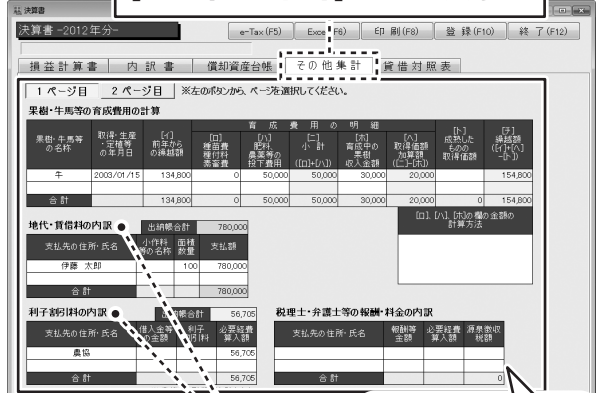 決算書
決算書 -2012年分-
e-Tax(F5)
Excel(F6)
印 刷(F8)
登 録(F10)
終 了(F12)
損 益 計 算 書
内 訳 書
償却資産台帳
その他集計
貸借対照表
1 ページ目
2 ページ目
※左のボタンから、ページを選択してください。
果樹・牛馬等の育成費用の計算
果樹・牛馬等の名称
取得・生産・定植等の年月日
[イ]前年からの繰越額
育 成 費 用 の 明 細
[ロ]種苗費種付料素畜費
[ハ]肥料、農薬等の投下費用
[ニ]小 計([ロ]+[ハ])
[ホ]育成中の果樹収入金額
[ヘ]取得価額加算額([ニ]-[ホ])
[ト]成熟したものの取得価額
[チ]繰越額([イ]+[ヘ]-[ト])
牛 2003/01/15 134,800 0 50,000 50,000 30,000 20,000 154,800
合 計 134,800 0 50,000 50,000 30,000 20,000 0 154,800
[ロ]、[ハ]、[ホ]の欄の金額の計算方法
地代・賃借料の内訳
出納帳合計 780,000
支払先の住所・氏名
小作料等の名称
面積数量
支払額
伊藤 太郎 100 780,000
合 計 780,000
利子割引料の内訳
出納帳合計 56,705
支払先の住所・氏名
借入金等の金額
利子割引料
必要経費算入額
農協 56,705
合 計 56,705
税理士・弁護士等の報酬・料金の内訳
支払先の住所・氏名
報酬等金額
必要経費算入額
源泉徴収税額
合 計 0